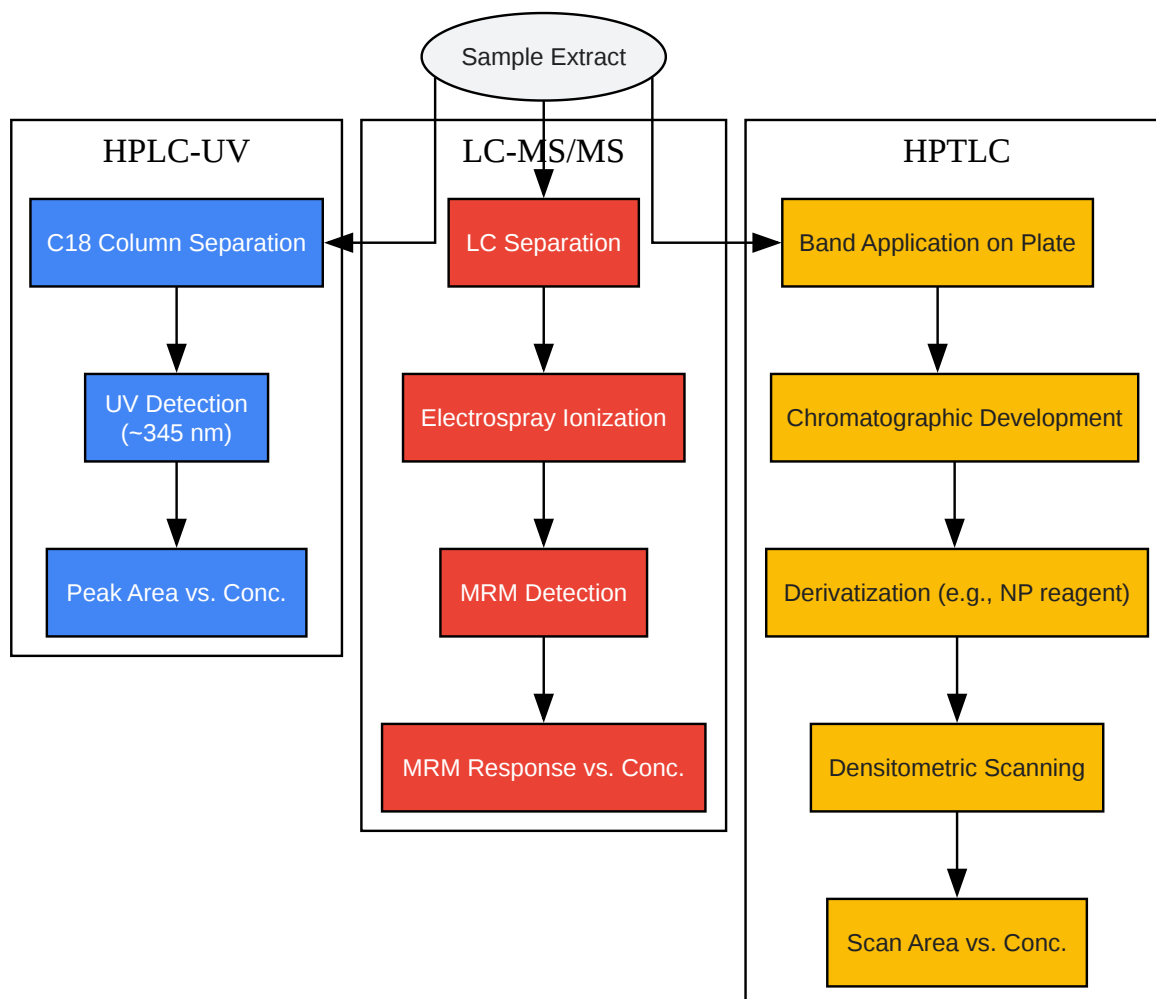 Sample Extract
HPLC-UV
C18 Column Separation
UV Detection
(~345 nm)
Peak Area vs. Conc.
LC-MS/MS
LC Separation
Electrospray Ionization
MRM Detection
MRM Response vs. Conc.
HPTLC
Band Application on Plate
Chromatographic Development
Derivatization (e.g., NP reagent)
Densitometric Scanning
Scan Area vs. Conc.